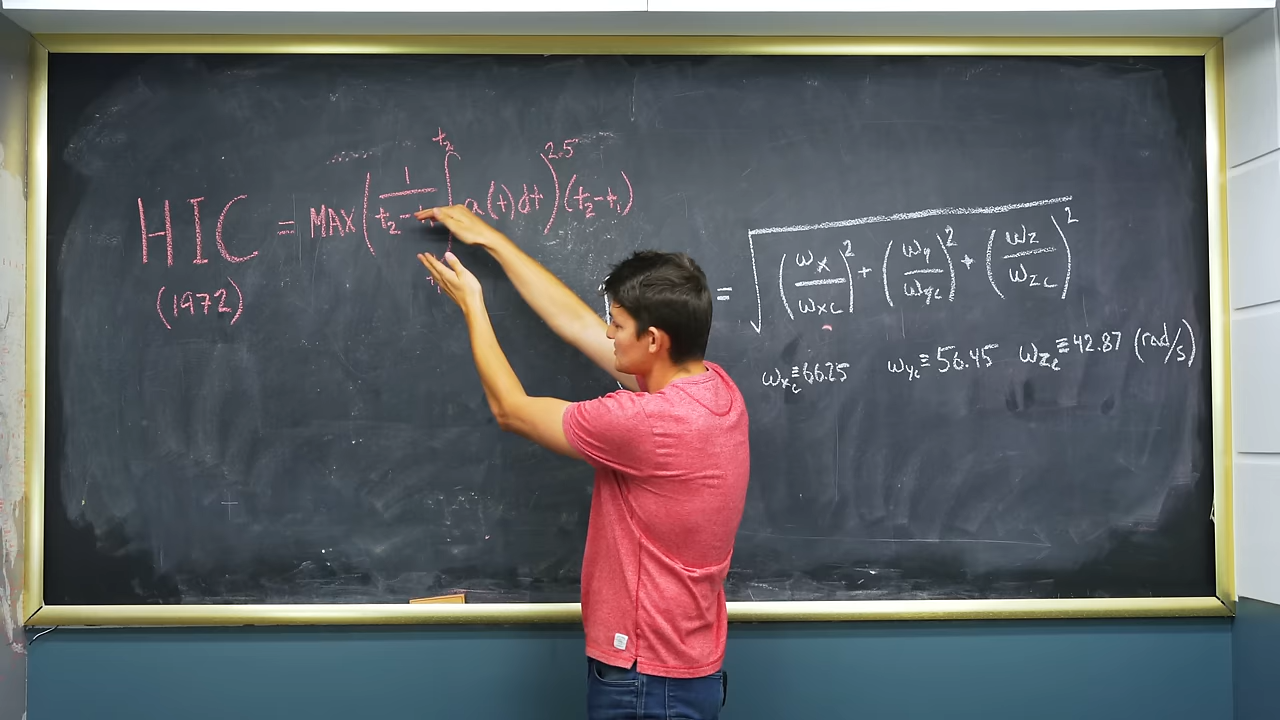 HIC = MAX(1/(t₂-t₁) ∫ t₂ t₁ a(t)dt)^2.5 (t₂-t₁)
(1972)
= √((ωx/ωxc)² + (ωy/ωyc)² + (ωz/ωzc)²)
ωxc ≡ 66.25 ωyc ≡ 56.45 ωzc ≡ 42.87 (rad/s)